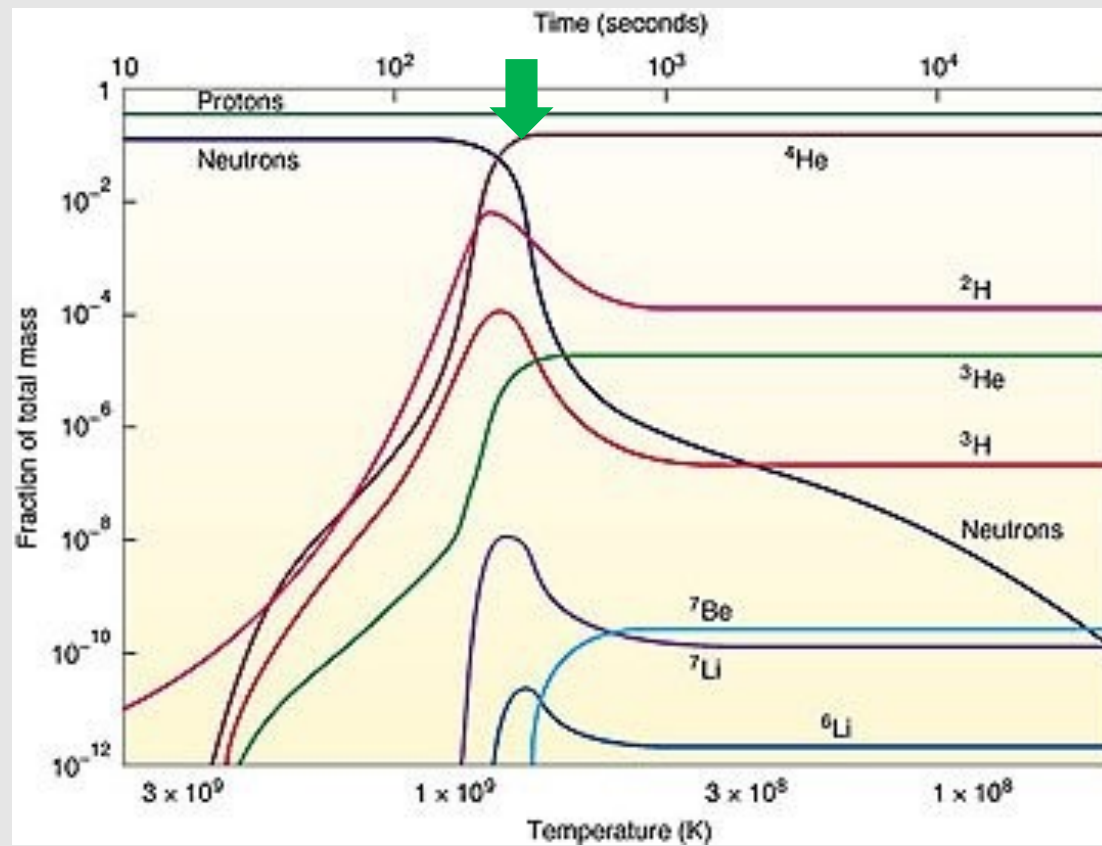 Time (seconds)
10 10² 10³ 10⁴
1
Protons
Neutrons
⁴He
10⁻²
²H
10⁻⁴
³He
10⁻⁶
³H
10⁻⁸
Neutrons
⁷Be
10⁻¹⁰
⁷Li
⁶Li
10⁻¹²
Fraction of total mass
3 × 10⁹ 1 × 10⁹ 3 × 10⁸ 1 × 10⁸
Temperature (K)